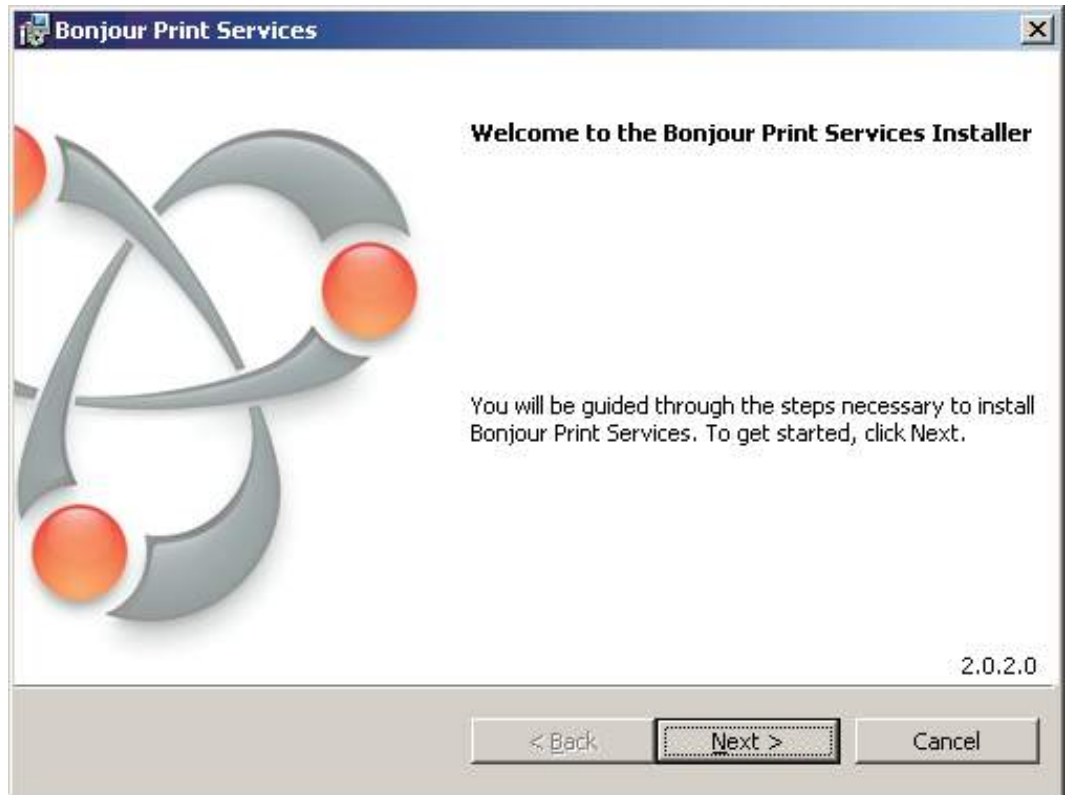 Bonjour Print Services
Welcome to the Bonjour Print Services Installer
You will be guided through the steps necessary to install
Bonjour Print Services. To get started, click Next.
2.0.2.0
< Back
Next >
Cancel